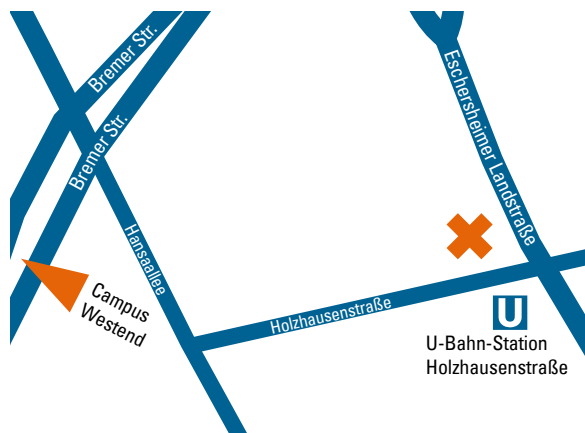 Bremer Str.
Bremer Str.
Eschersheimer Landstraße
Hansaallee
Campus
Westend
Holzhausenstraße
U
U-Bahn-Station
Holzhausenstraße